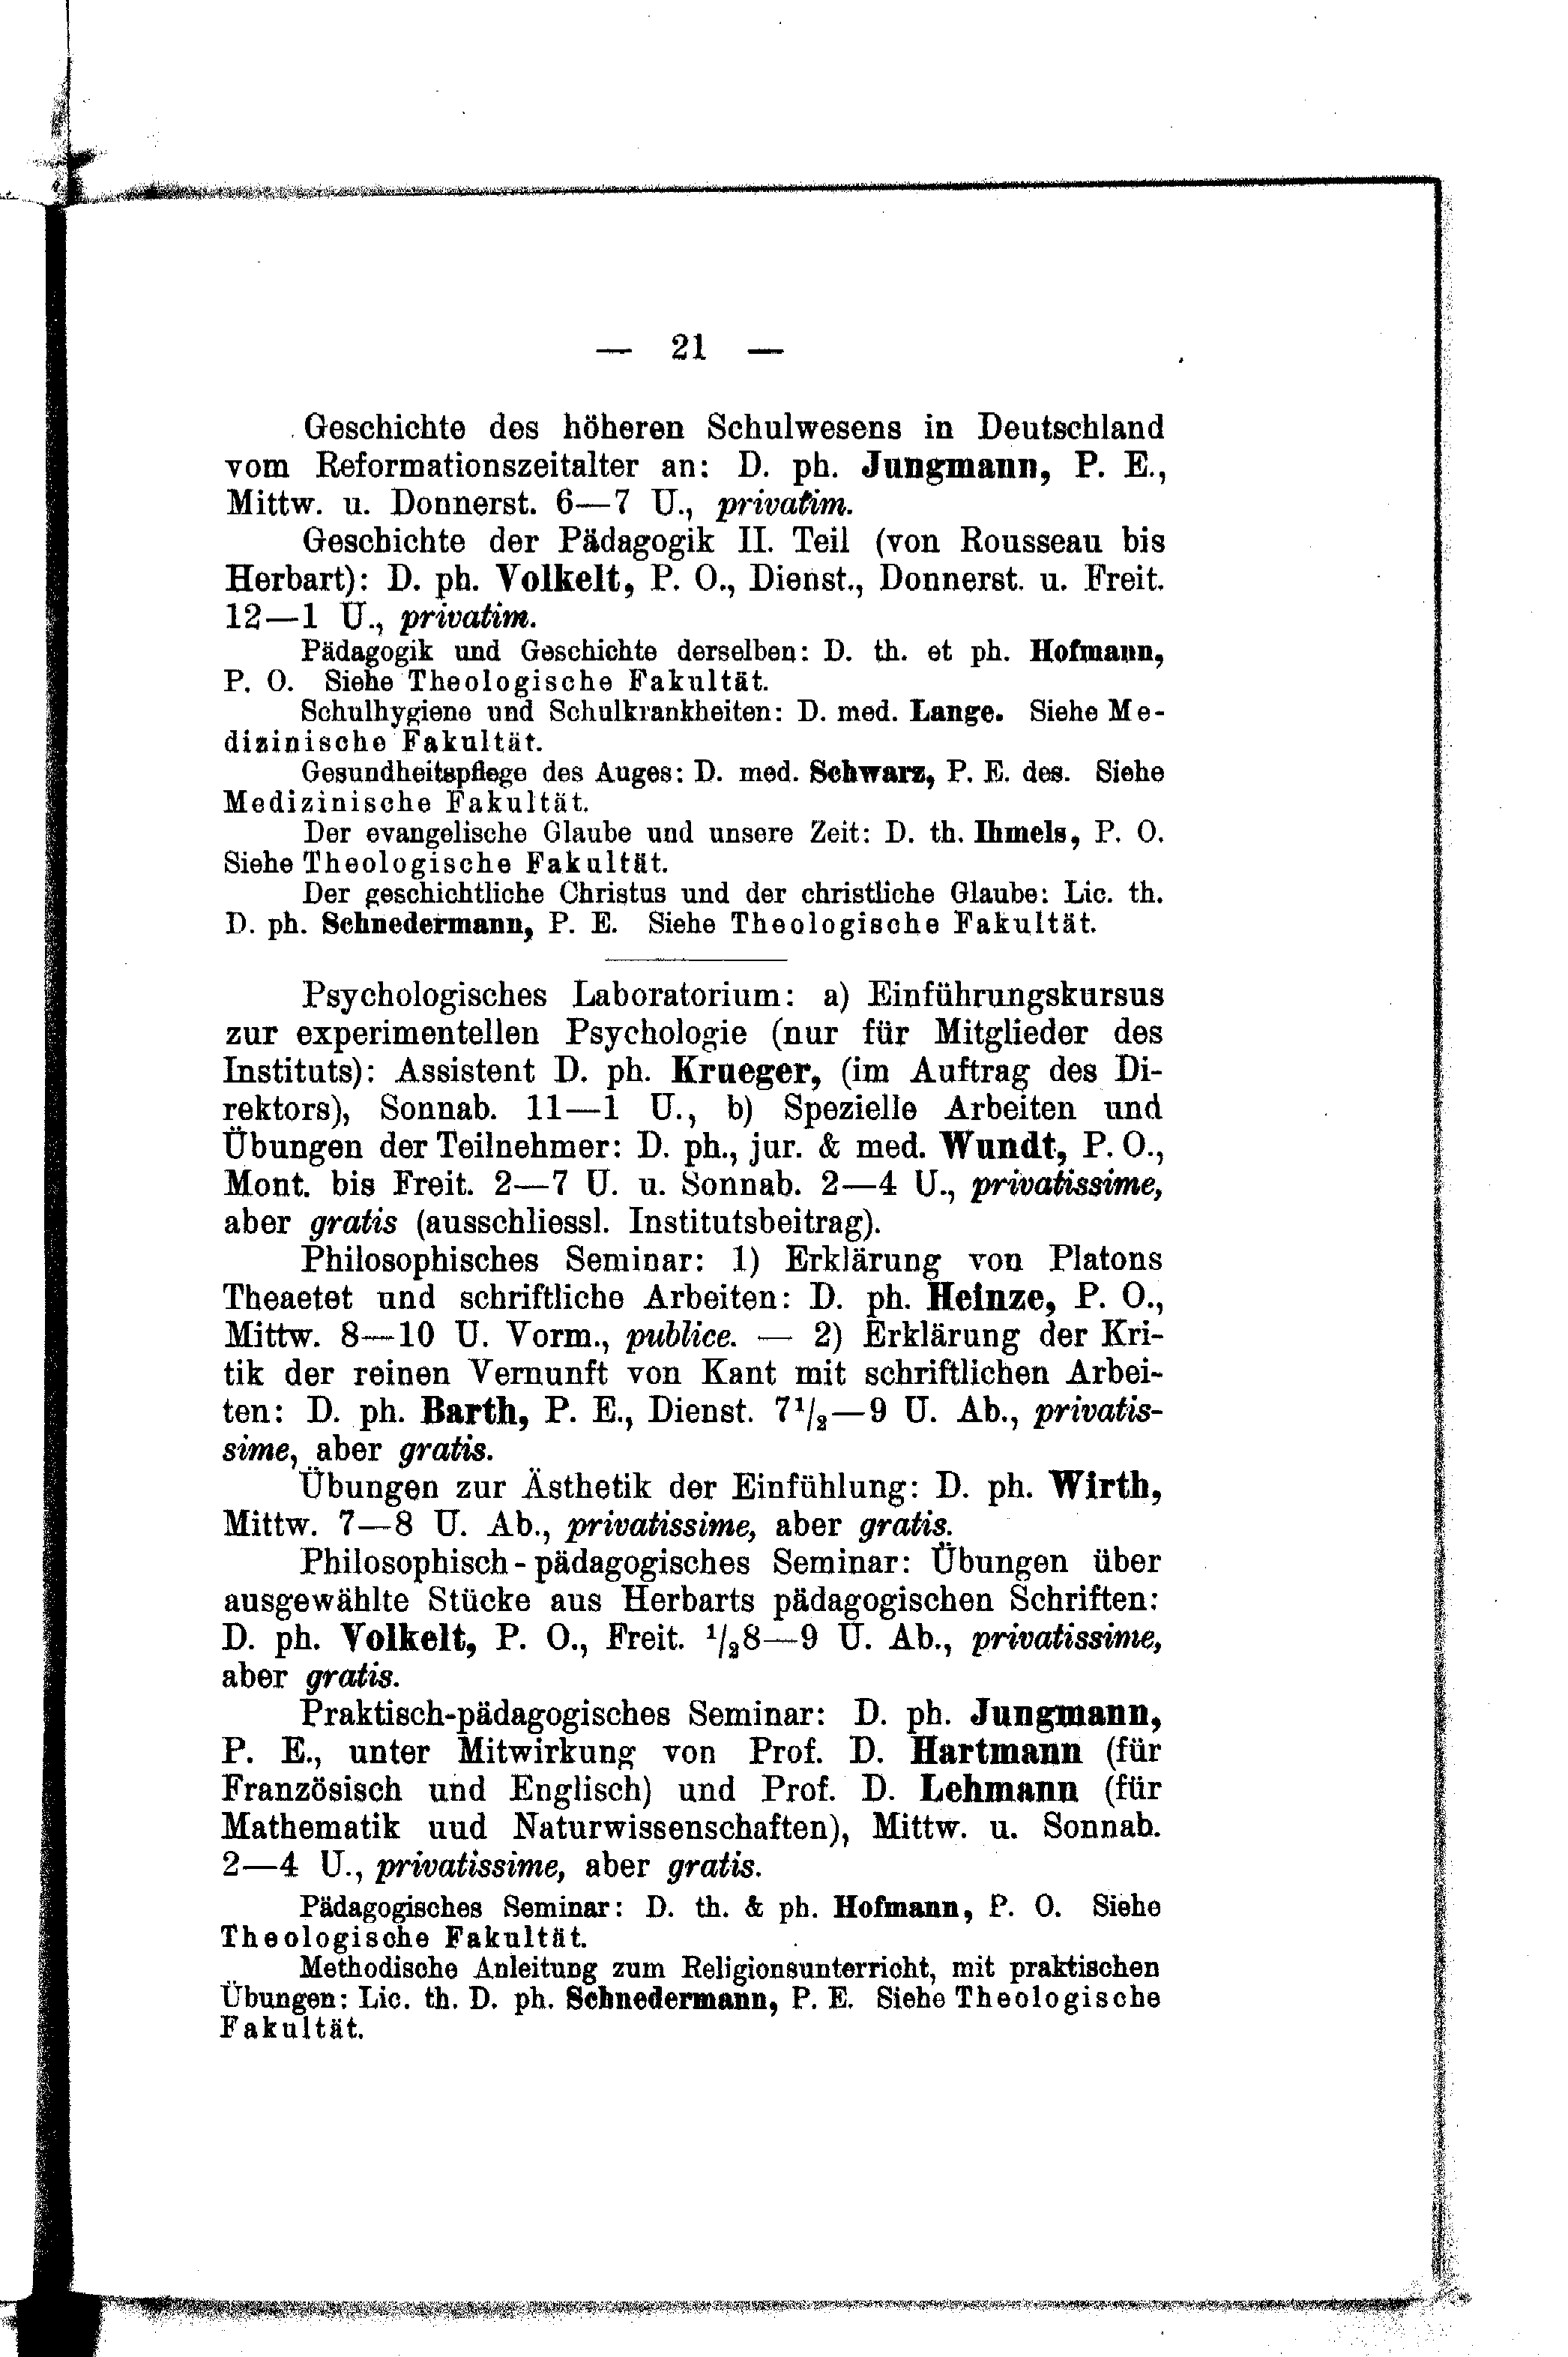 — 21 —
Geschichte des höheren Schulwesens in Deutschland
vom Reformationszeitalter an: D. ph. Jungmann, P. E.,
Mittw. u. Donnerst. 6—7 U., privatim.
Geschichte der Pädagogik II. Teil (von Rousseau bis
Herbart): D. ph. Volkelt, P. O., Dienst., Donnerst. u. Freit.
12—1 U., privatim.
Pädagogik und Geschichte derselben: D. th. et ph. Hofmann,
P. O. Siehe Theologische Fakultät.
Schulhygiene und Schulkrankheiten: D. med. Lange. Siehe Me-
dizinische Fakultät.
Gesundheitspflege des Auges: D. med. Schwarz, P. E. des. Siehe
Medizinische Fakultät.
Der evangelische Glaube und unsere Zeit: D. th. Ihmels, P. O.
Siehe Theologische Fakultät.
Der geschichtliche Christus und der christliche Glaube: Lic. th.
D. ph. Schnedermann, P. E. Siehe Theologische Fakultät.
Psychologisches Laboratorium: a) Einführungskursus
zur experimentellen Psychologie (nur für Mitglieder des
Instituts): Assistent D. ph. Krueger, (im Auftrag des Di-
rektors), Sonnab. 11—1 U., b) Spezielle Arbeiten und
Übungen der Teilnehmer: D. ph., jur. & med. Wundt, P. O.,
Mont. bis Freit. 2—7 U. u. Sonnab. 2—4 U., privatissime,
aber gratis (ausschliessl. Institutsbeitrag).
Philosophisches Seminar: 1) Erklärung von Platons
Theaetet und schriftliche Arbeiten: D. ph. Heinze, P. O.,
Mittw. 8—10 U. Vorm., publice. — 2) Erklärung der Kri-
tik der reinen Vernunft von Kant mit schriftlichen Arbei-
ten: D. ph. Barth, P. E., Dienst. 7¹/₂—9 U. Ab., privatis-
sime, aber gratis.
Übungen zur Ästhetik der Einfühlung: D. ph. Wirth,
Mittw. 7—8 U. Ab., privatissime, aber gratis.
Philosophisch-pädagogisches Seminar: Übungen über
ausgewählte Stücke aus Herbarts pädagogischen Schriften:
D. ph. Volkelt, P. O., Freit. ¹/₂8—9 U. Ab., privatissime,
aber gratis.
Praktisch-pädagogisches Seminar: D. ph. Jungmann,
P. E., unter Mitwirkung von Prof. D. Hartmann (für
Französisch und Englisch) und Prof. D. Lehmann (für
Mathematik uud Naturwissenschaften), Mittw. u. Sonnab.
2—4 U., privatissime, aber gratis.
Pädagogisches Seminar: D. th. & ph. Hofmann, P. O. Siehe
Theologische Fakultät.
Methodische Anleitung zum Religionsunterricht, mit praktischen
Übungen: Lic. th. D. ph. Schnedermann, P. E. Siehe Theologische
Fakultät.